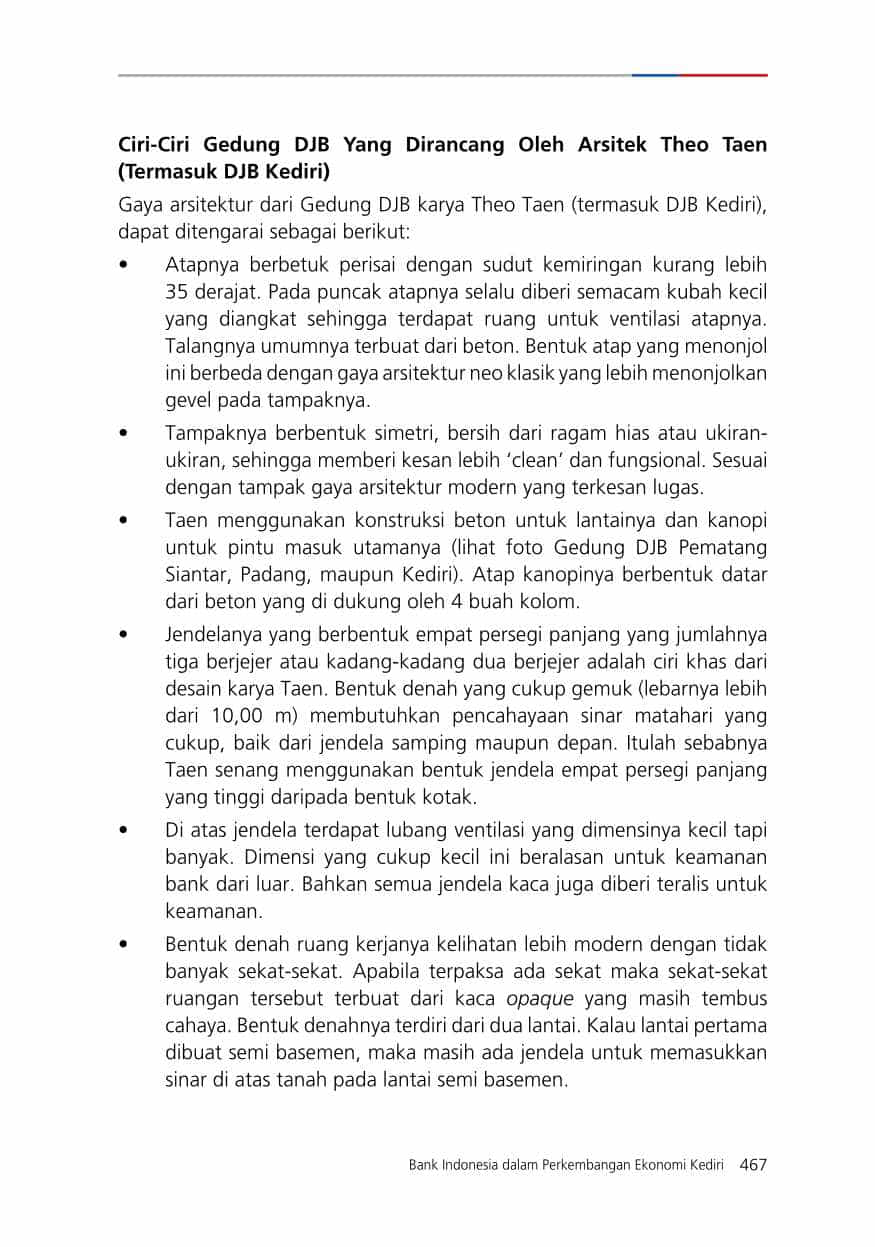 Ciri-Ciri Gedung DJB Yang Dirancang Oleh Arsitek Theo Taen
(Termasuk DJB Kediri)
Gaya arsitektur dari Gedung DJB karya Theo Taen (termasuk DJB Kediri),
dapat ditengarai sebagai berikut:
• Atapnya berbetuk perisai dengan sudut kemiringan kurang lebih
35 derajat. Pada puncak atapnya selalu diberi semacam kubah kecil
yang diangkat sehingga terdapat ruang untuk ventilasi atapnya.
Talangnya umumnya terbuat dari beton. Bentuk atap yang menonjol
ini berbeda dengan gaya arsitektur neo klasik yang lebih menonjolkan
gevel pada tampaknya.
• Tampaknya berbentuk simetri, bersih dari ragam hias atau ukiran-
ukiran, sehingga memberi kesan lebih ‘clean’ dan fungsional. Sesuai
dengan tampak gaya arsitektur modern yang terkesan lugas.
• Taen menggunakan konstruksi beton untuk lantainya dan kanopi
untuk pintu masuk utamanya (lihat foto Gedung DJB Pematang
Siantar, Padang, maupun Kediri). Atap kanopinya berbentuk datar
dari beton yang di dukung oleh 4 buah kolom.
• Jendelanya yang berbentuk empat persegi panjang yang jumlahnya
tiga berjejer atau kadang-kadang dua berjejer adalah ciri khas dari
desain karya Taen. Bentuk denah yang cukup gemuk (lebarnya lebih
dari 10,00 m) membutuhkan pencahayaan sinar matahari yang
cukup, baik dari jendela samping maupun depan. Itulah sebabnya
Taen senang menggunakan bentuk jendela empat persegi panjang
yang tinggi daripada bentuk kotak.
• Di atas jendela terdapat lubang ventilasi yang dimensinya kecil tapi
banyak. Dimensi yang cukup kecil ini beralasan untuk keamanan
bank dari luar. Bahkan semua jendela kaca juga diberi teralis untuk
keamanan.
• Bentuk denah ruang kerjanya kelihatan lebih modern dengan tidak
banyak sekat-sekat. Apabila terpaksa ada sekat maka sekat-sekat
ruangan tersebut terbuat dari kaca opaque yang masih tembus
cahaya. Bentuk denahnya terdiri dari dua lantai. Kalau lantai pertama
dibuat semi basemen, maka masih ada jendela untuk memasukkan
sinar di atas tanah pada lantai semi basemen.
Bank Indonesia dalam Perkembangan Ekonomi Kediri 467